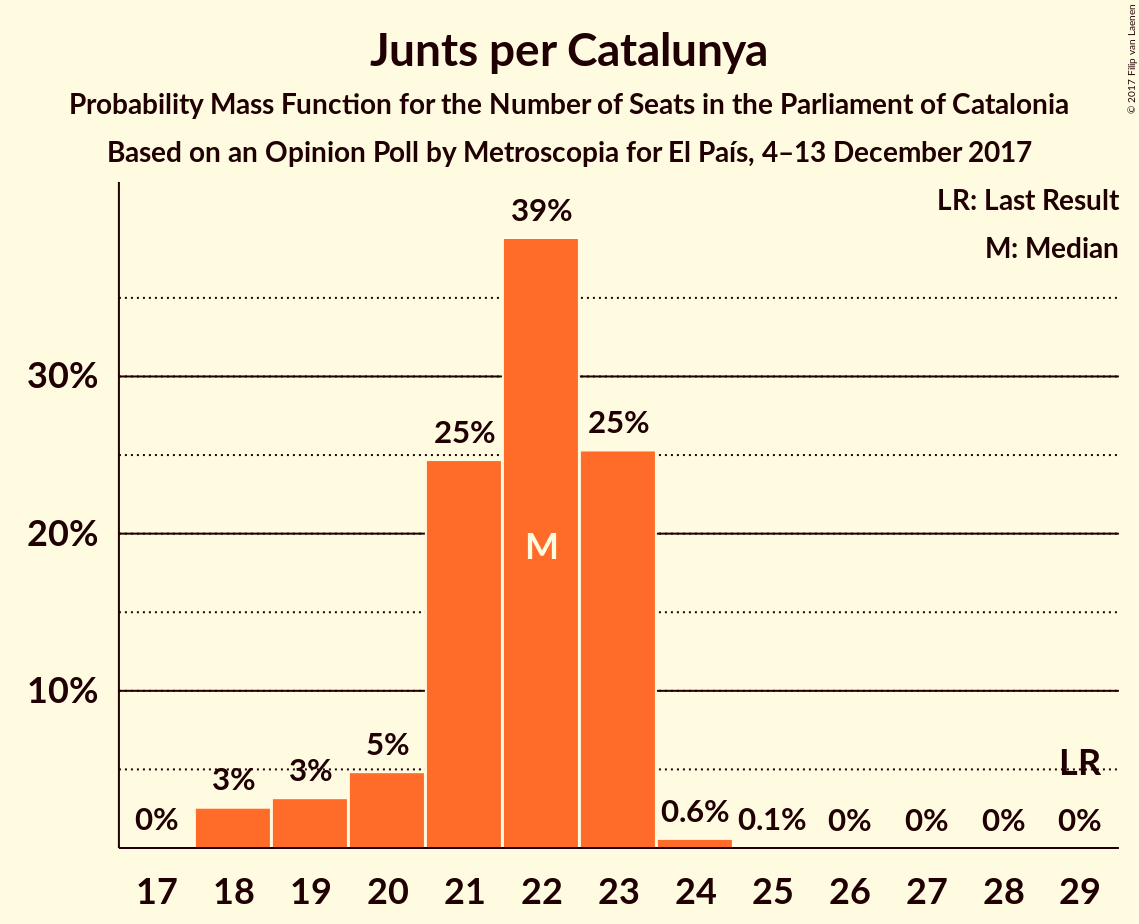 Junts per Catalunya
Probability Mass Function for the Number of Seats in the Parliament of Catalonia
Based on an Opinion Poll by Metroscopia for El País, 4–13 December 2017
© 2017 Filip van Laenen
LR: Last Result
M: Median
39%
30%
25%
25%
20%
M
10%
5%
3%
3%
LR
0%
0.6%
0.1%
0%
0%
0%
0%
17 18 19 20 21 22 23 24 25 26 27 28 29